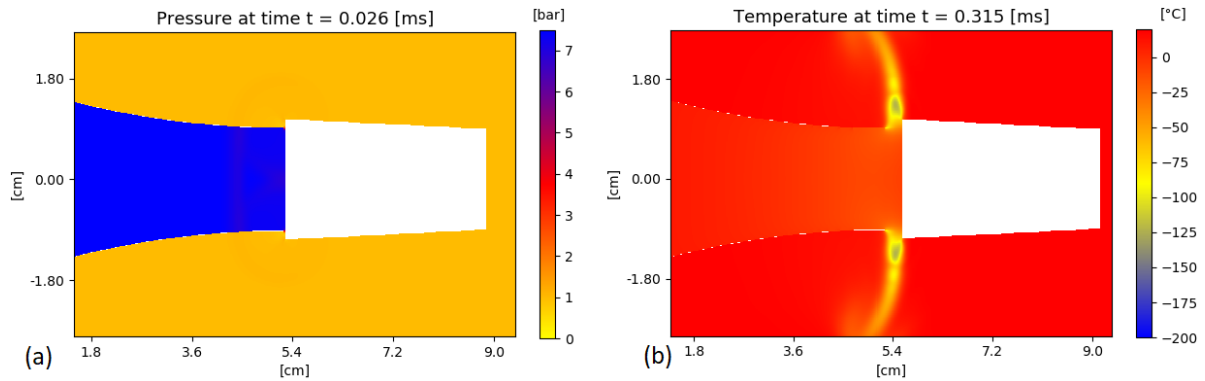 Pressure at time t = 0.026 [ms]
[bar]
7
6
5
4
3
2
1
0
1.80
0.00
-1.80
[cm]
1.8 3.6 5.4 7.2 9.0
[cm]
(a)
Temperature at time t = 0.315 [ms]
[°C]
0
−25
−50
−75
−100
−125
−150
−175
−200
1.80
0.00
-1.80
[cm]
1.8 3.6 5.4 7.2 9.0
[cm]
(b)